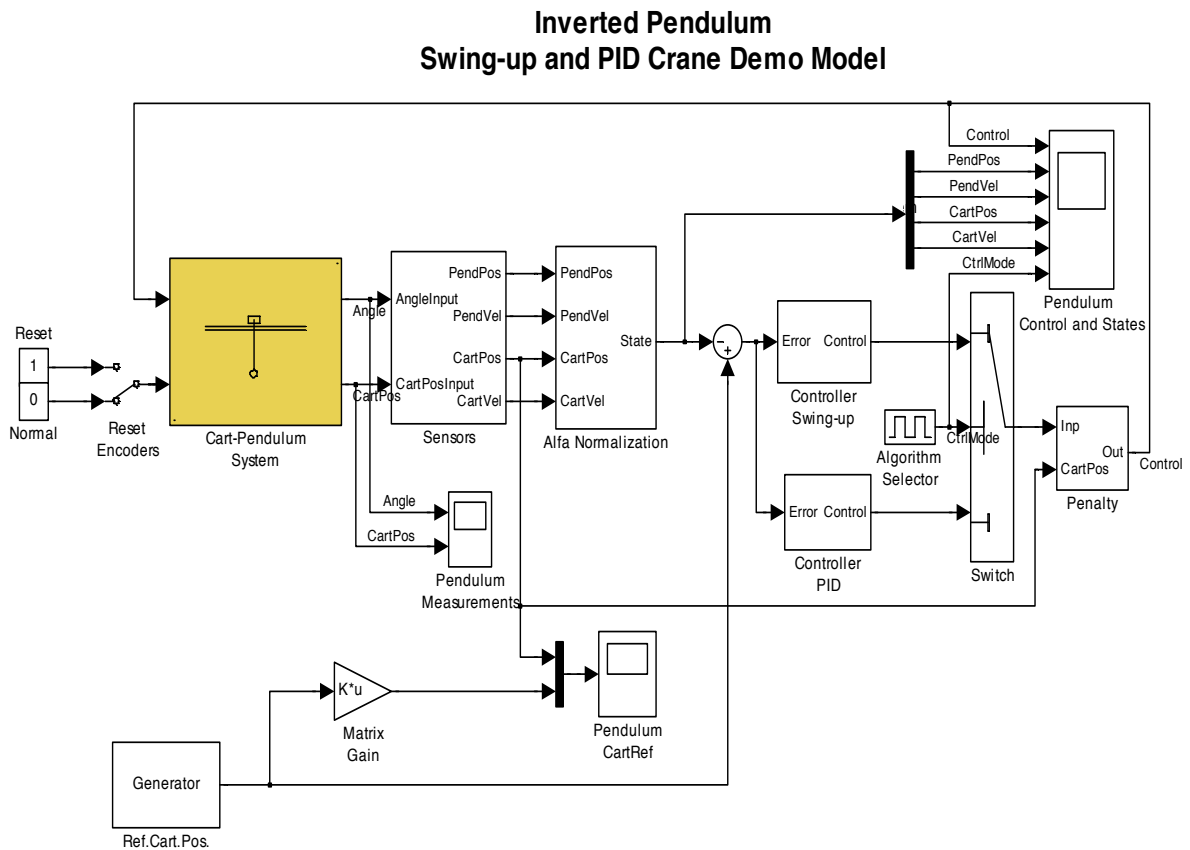 Inverted Pendulum
Swing-up and PID Crane Demo Model
Control
PendPos
PendVel
CartPos
CartVel
CtrlMode
Pendulum
Control and States
Reset
1
0
Normal
Reset
Encoders
Cart-Pendulum
System
Angle
CartPos
AngleInput
CartPosInput
PendPos
PendVel
CartPos
CartVel
Sensors
PendPos
PendVel
CartPos
CartVel
State
Alfa Normalization
-
+
Error Control
Controller
Swing-up
Algorithm
Selector
CtrlMode
Error Control
Controller
PID
Switch
Inp
CartPos
Out
Penalty
Control
Angle
CartPos
Pendulum
Measurements
K*u
Matrix
Gain
Pendulum
CartRef
Generator
Ref.Cart.Pos.